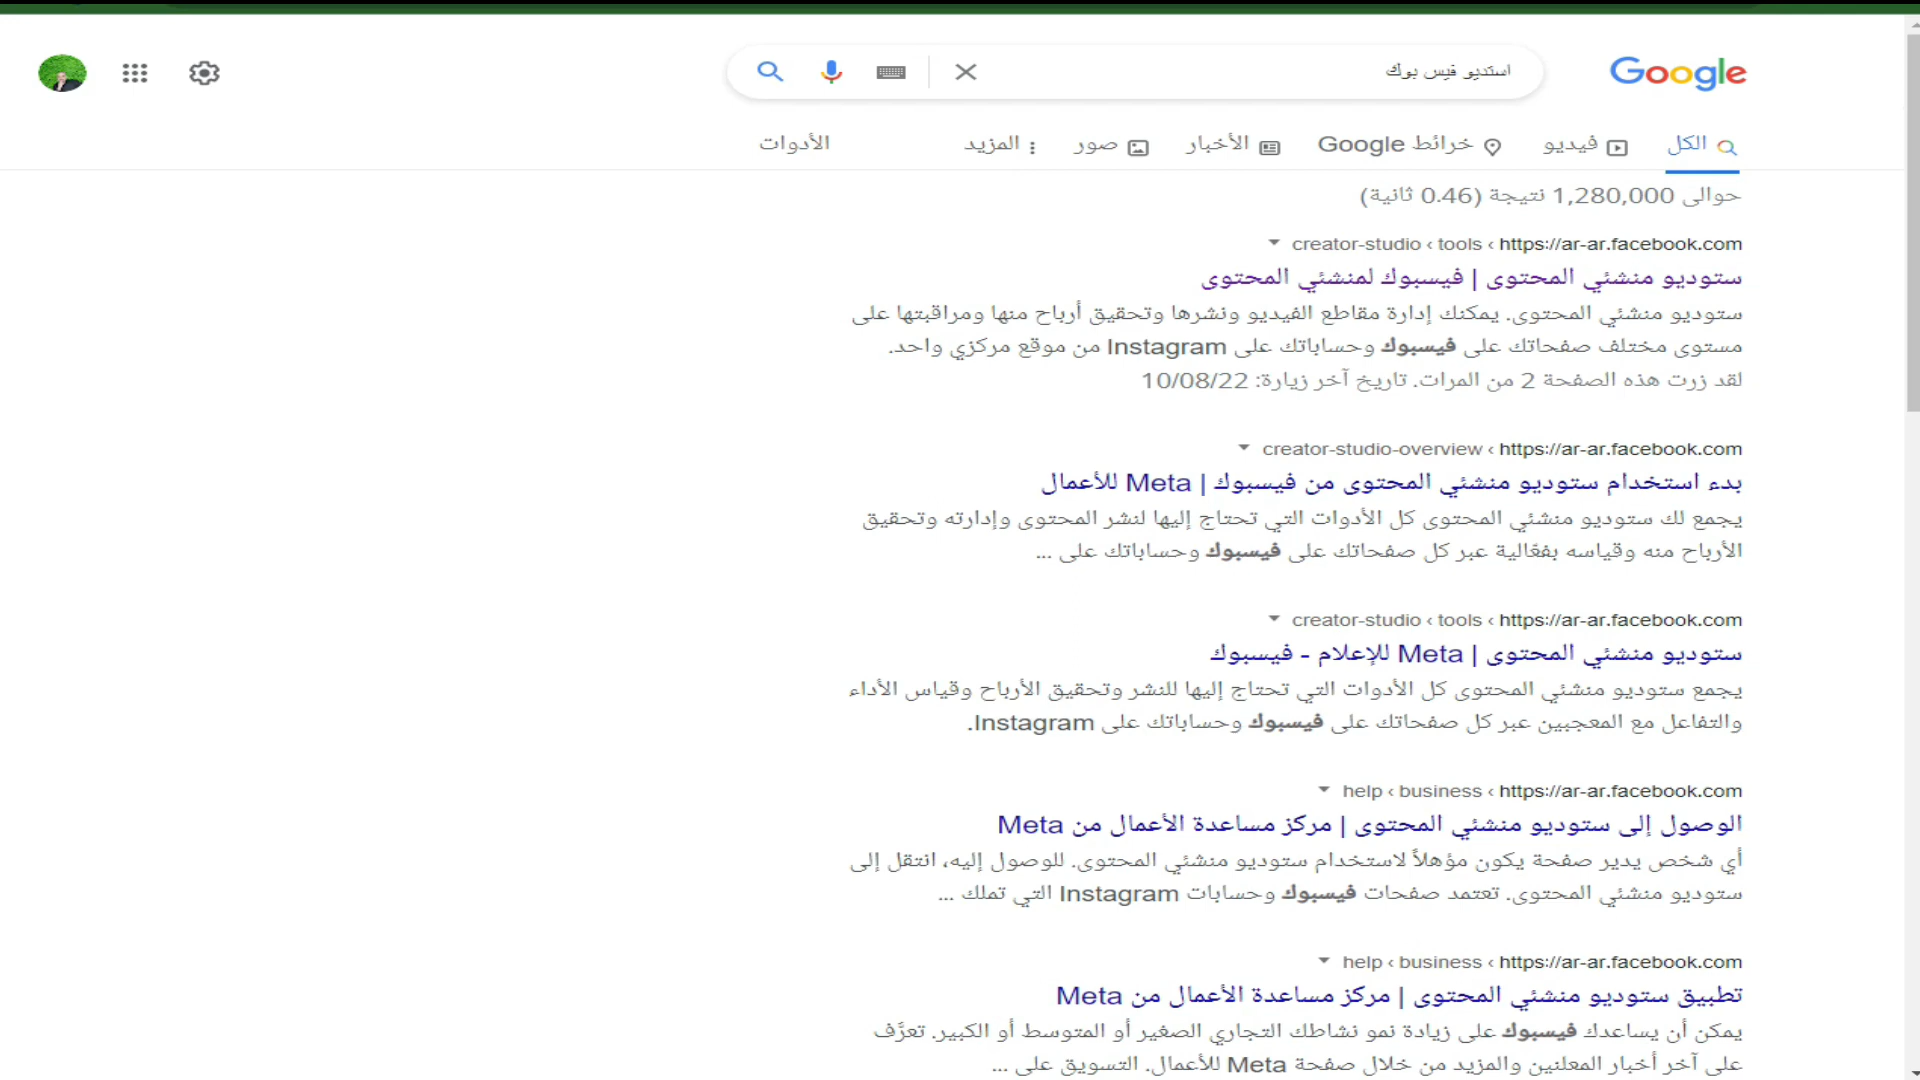 Google
استديو فيس بوك
الكل
فيديو
خرائط Google
الأخبار
صور
المزيد
الأدوات
حوالى 1,280,000 نتيجة (0.46 ثانية)
https://ar-ar.facebook.com › tools › creator-studio
ستوديو منشئي المحتوى | فيسبوك لمنشئي المحتوى
ستوديو منشئي المحتوى. يمكنك إدارة مقاطع الفيديو ونشرها وتحقيق أرباح منها ومراقبتها على
مستوى مختلف صفحاتك على فيسبوك وحساباتك على Instagram من موقع مركزي واحد.
لقد زرت هذه الصفحة 2 من المرات. تاريخ آخر زيارة: 10/08/22
https://ar-ar.facebook.com › creator-studio-overview
بدء استخدام ستوديو منشئي المحتوى من فيسبوك | Meta للأعمال
يجمع لك ستوديو منشئي المحتوى كل الأدوات التي تحتاج إليها لنشر المحتوى وإدارته وتحقيق
الأرباح منه وقياسه بفعّالية عبر كل صفحاتك على فيسبوك وحساباتك على ...
https://ar-ar.facebook.com › tools › creator-studio
ستوديو منشئي المحتوى | Meta للإعلام - فيسبوك
يجمع ستوديو منشئي المحتوى كل الأدوات التي تحتاج إليها للنشر وتحقيق الأرباح وقياس الأداء
والتفاعل مع المعجبين عبر كل صفحاتك على فيسبوك وحساباتك على Instagram.
https://ar-ar.facebook.com › business › help
الوصول إلى ستوديو منشئي المحتوى | مركز مساعدة الأعمال من Meta
أي شخص يدير صفحة يكون مؤهلاً لاستخدام ستوديو منشئي المحتوى. للوصول إليه، انتقل إلى
ستوديو منشئي المحتوى. تعتمد صفحات فيسبوك وحسابات Instagram التي تملك ...
https://ar-ar.facebook.com › business › help
تطبيق ستوديو منشئي المحتوى | مركز مساعدة الأعمال من Meta
يمكن أن يساعدك فيسبوك على زيادة نمو نشاطك التجاري الصغير أو المتوسط أو الكبير. تعرَّف
على آخر أخبار المعلنين والمزيد من خلال صفحة Meta للأعمال. التسويق على ...